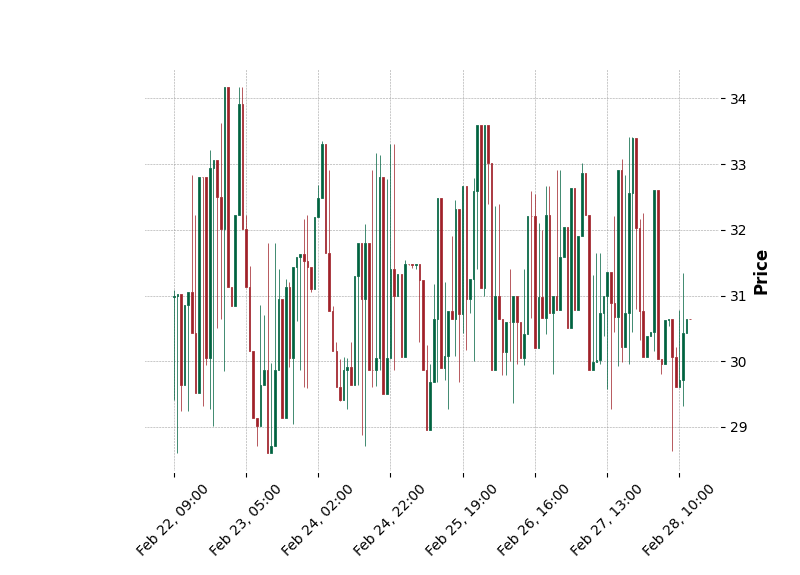 34
33
32
31
30
29
Price
Feb 22, 09:00
Feb 23, 05:00
Feb 24, 02:00
Feb 24, 22:00
Feb 25, 19:00
Feb 26, 16:00
Feb 27, 13:00
Feb 28, 10:00